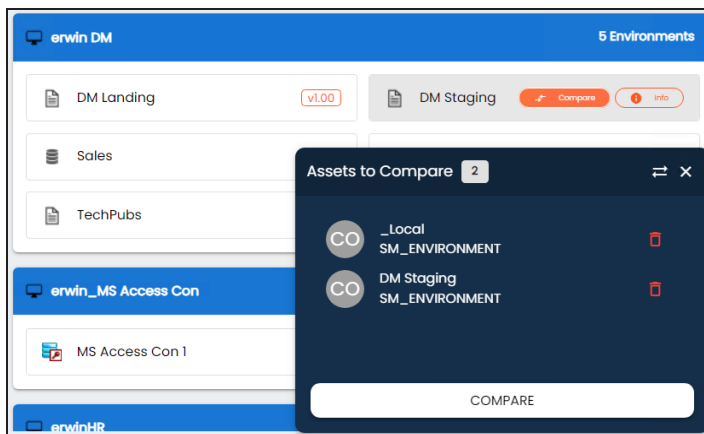 erwin DM
5 Environments
DM Landing
v1.00
DM Staging
Compare
Info
Sales
TechPubs
Assets to Compare 2
CO
_Local
SM_ENVIRONMENT
CO
DM Staging
SM_ENVIRONMENT
COMPARE
erwin_MS Access Con
MS Access Con 1
erwinHR